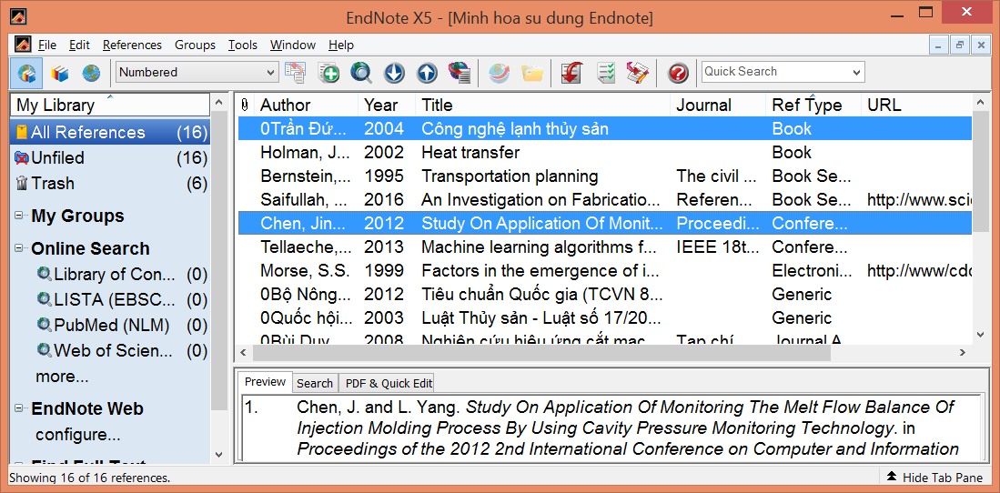 EndNote X5 - [Minh hoa su dung Endnote]
File Edit References Groups Tools Window Help
Numbered Quick Search
My Library
All References (16)
Unfiled (16)
Trash (6)
My Groups
Online Search
Library of Con... (0)
LISTA (EBSC... (0)
PubMed (NLM) (0)
Web of Scien... (0)
more...
EndNote Web
configure...
Find Full Text
Author Year Title Journal Ref Type URL
0Trần Đứ... 2004 Công nghệ lạnh thủy sản Book
Holman, J... 2002 Heat transfer Book
Bernstein,... 1995 Transportation planning The civil ... Book Se...
Saifullah, ... 2016 An Investigation on Fabricatio... Referen... Book Se... http://www.scie
Chen, Jin... 2012 Study On Application Of Monit... Proceedi... Confere...
Tellaeche,... 2013 Machine learning algorithms f... IEEE 18t... Confere...
Morse, S.S. 1999 Factors in the emergence of i... Electroni... http://www/cdc
0Bộ Nông... 2012 Tiêu chuẩn Quốc gia (TCVN 8... Generic
0Quốc hội... 2003 Luật Thủy sản - Luật số 17/20... Generic
0Bùi Duy 2008 Nghiên cứu hiệu ứng cắt mạc Tạp chí Journal A
Preview Search PDF & Quick Edit
1. Chen, J. and L. Yang. Study On Application Of Monitoring The Melt Flow Balance Of
Injection Molding Process By Using Cavity Pressure Monitoring Technology. in
Proceedings of the 2012 2nd International Conference on Computer and Information
Showing 16 of 16 references. Hide Tab Pane